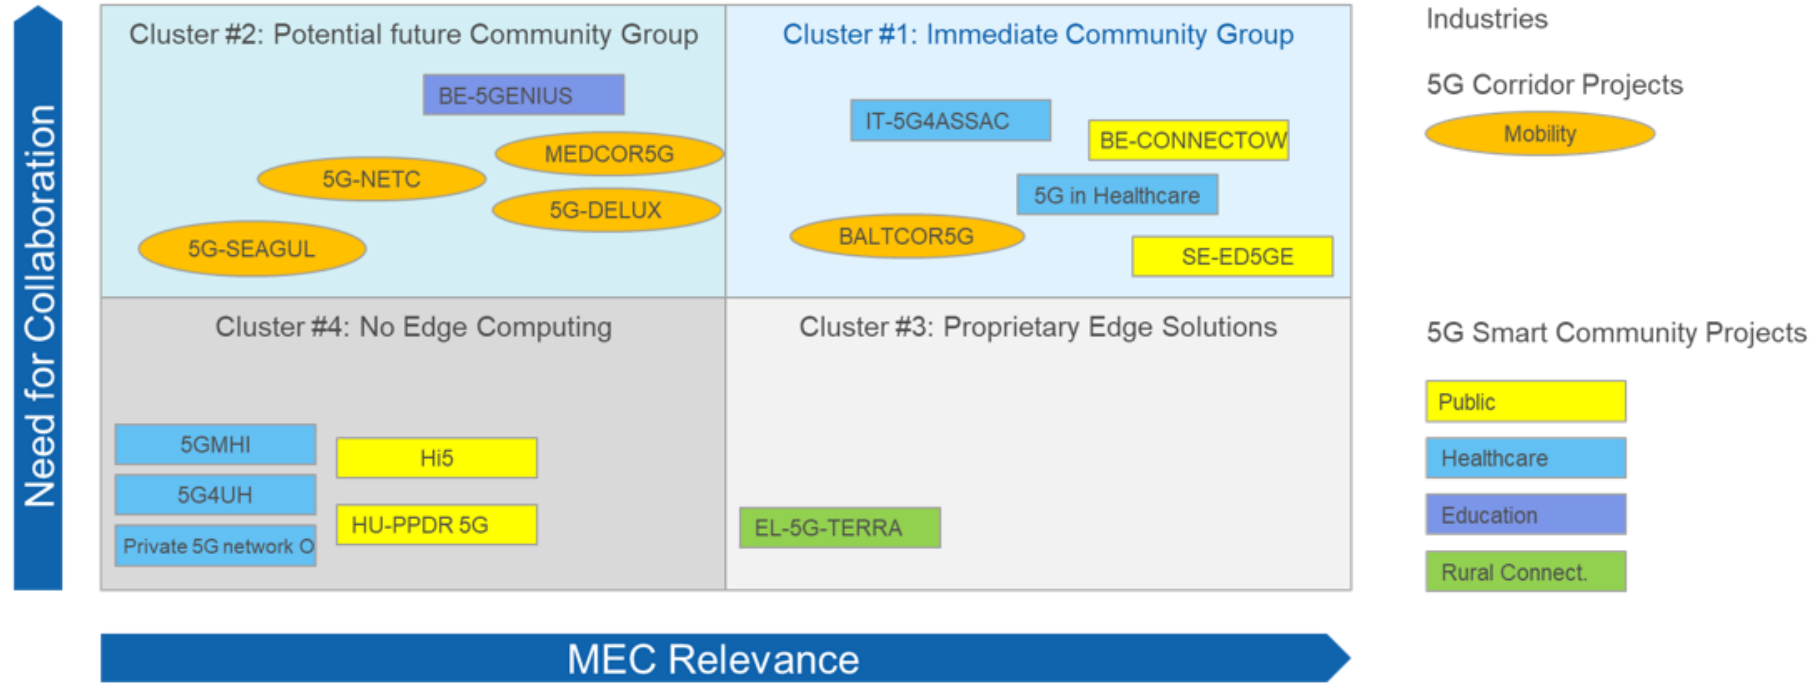 Need for Collaboration
Cluster #2: Potential future Community Group
BE-5GENIUS
MEDCOR5G
5G-NETC
5G-DELUX
5G-SEAGUL
Cluster #1: Immediate Community Group
IT-5G4ASSAC
BE-CONNECTOW
5G in Healthcare
BALTCOR5G
SE-ED5GE
Cluster #4: No Edge Computing
5GMHI
Hi5
5G4UH
HU-PPDR 5G
Private 5G network O
Cluster #3: Proprietary Edge Solutions
EL-5G-TERRA
MEC Relevance
Industries
5G Corridor Projects
Mobility
5G Smart Community Projects
Public
Healthcare
Education
Rural Connect.